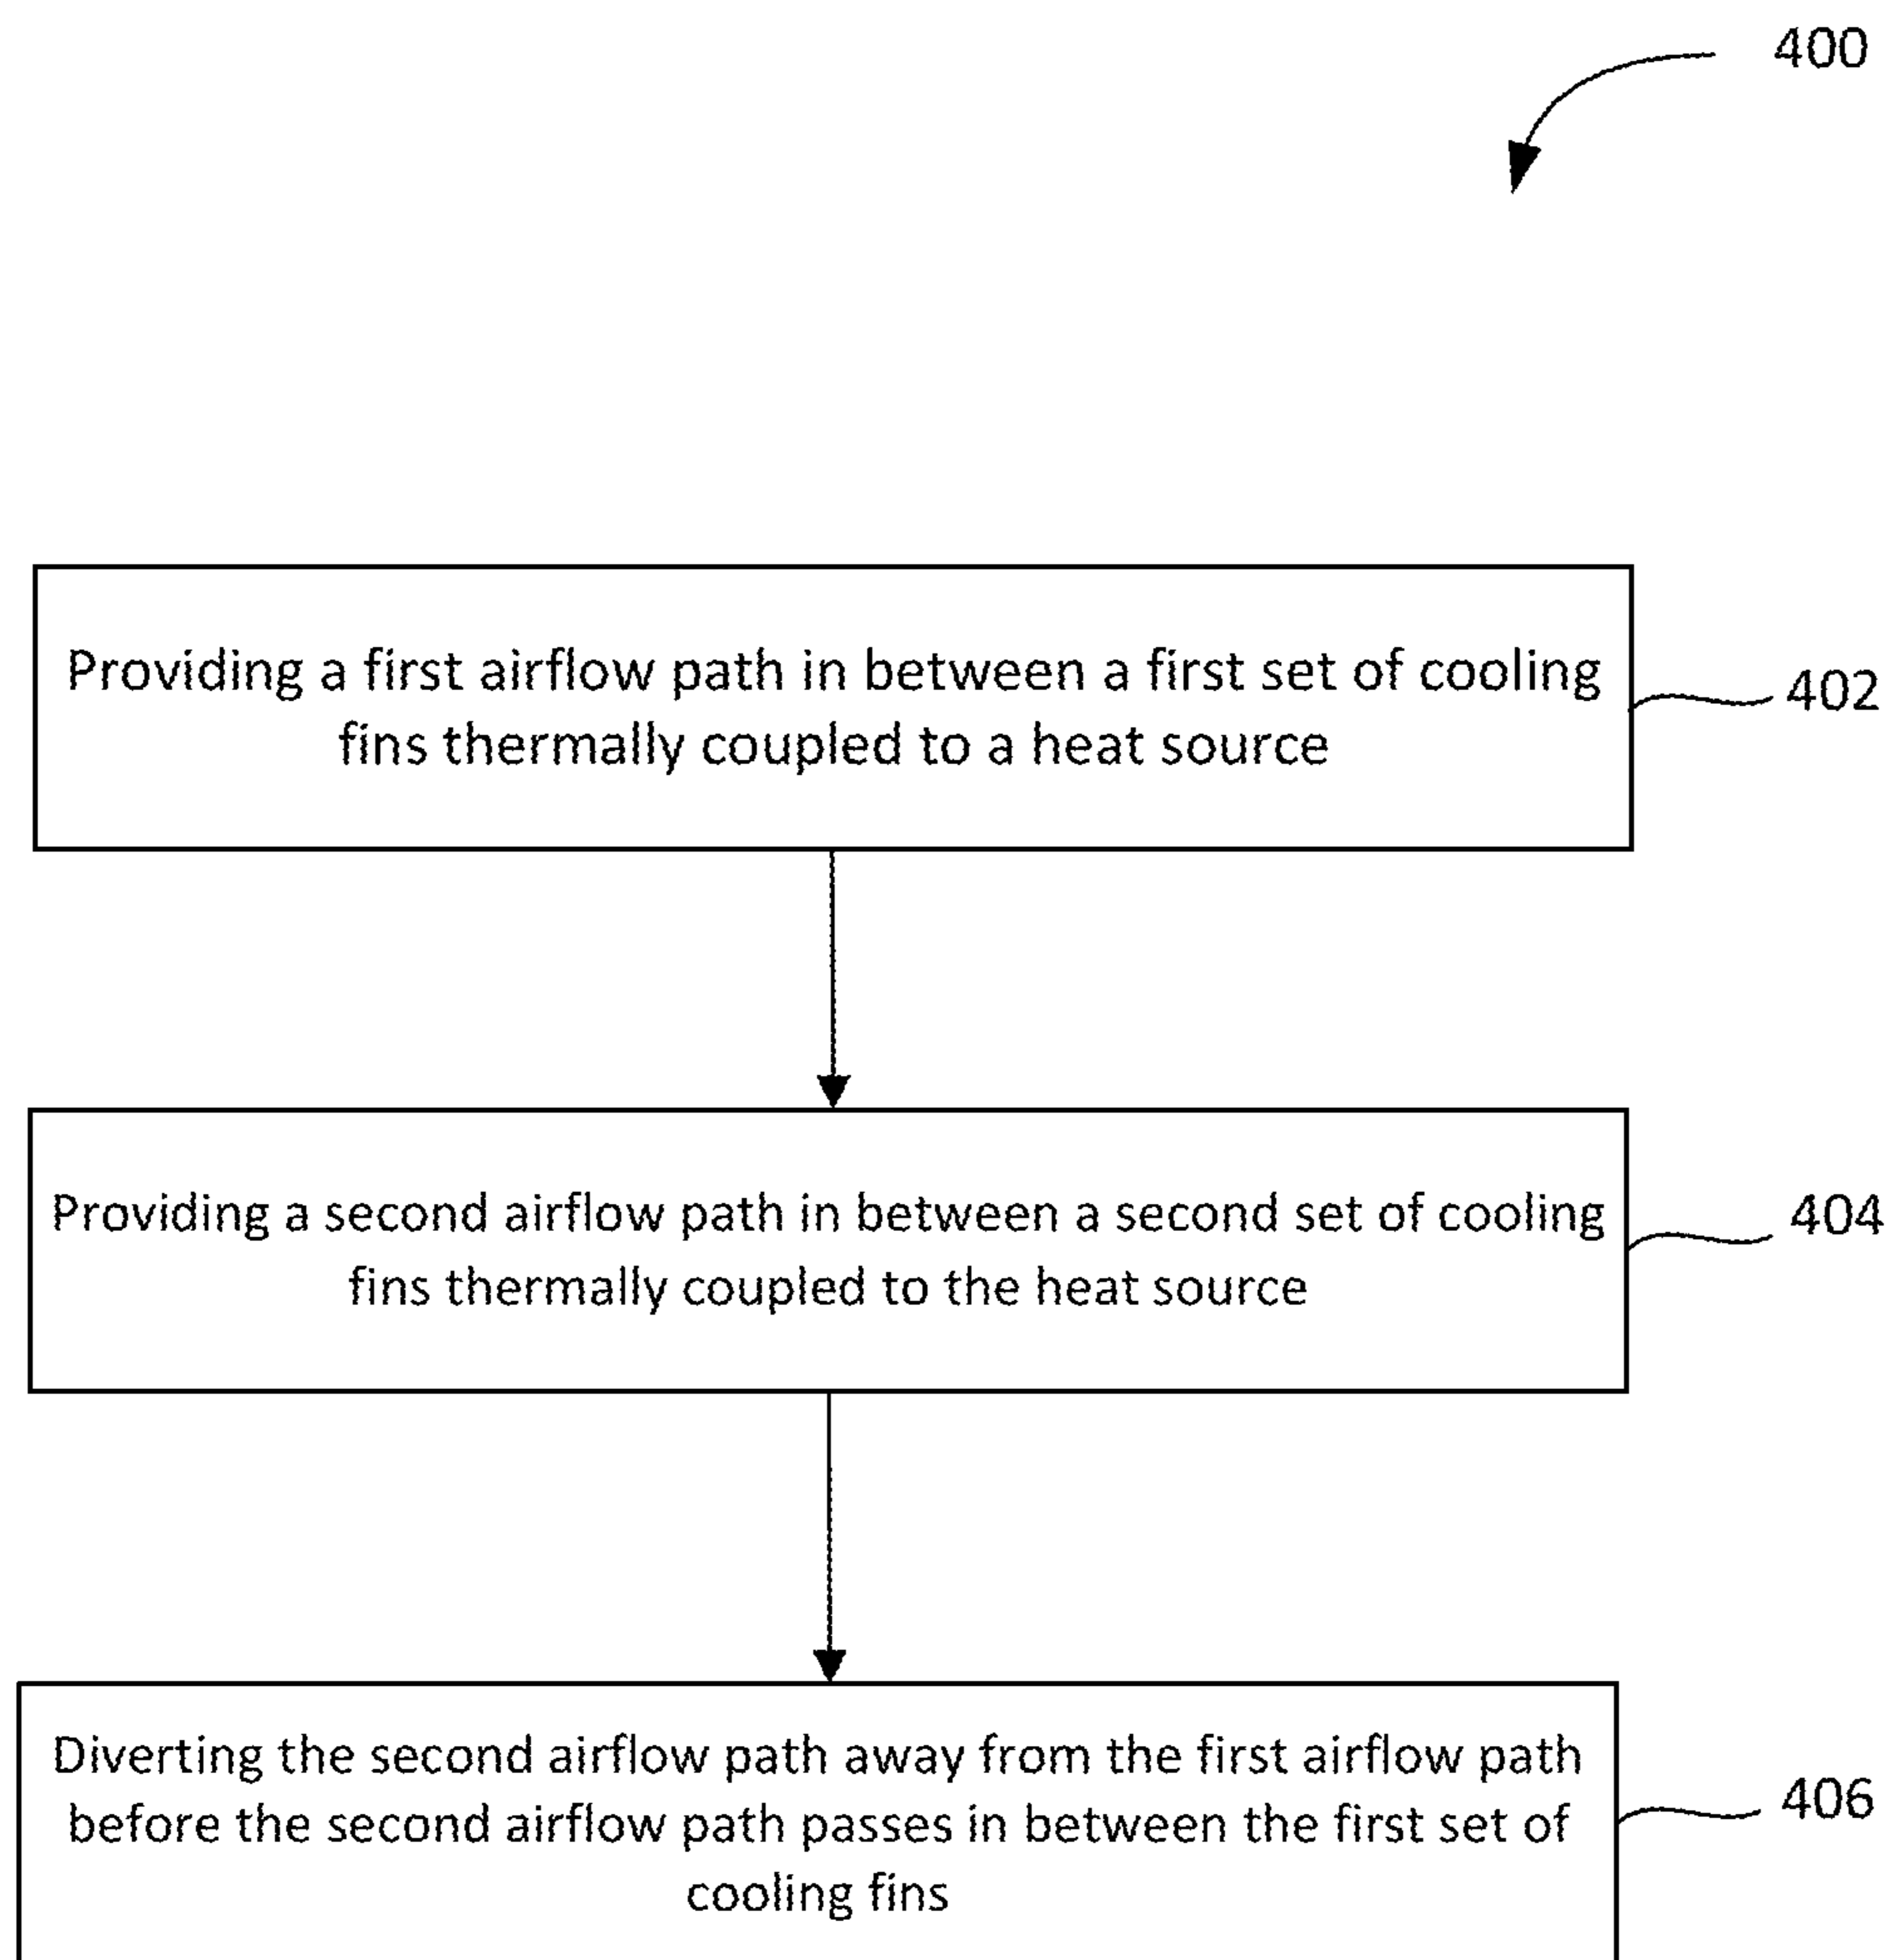 400
Providing a first airflow path in between a first set of cooling
fins thermally coupled to a heat source
402
Providing a second airflow path in between a second set of cooling
fins thermally coupled to the heat source
404
Diverting the second airflow path away from the first airflow path
before the second airflow path passes in between the first set of
cooling fins
406